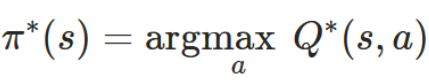 π*(s) = argmax Q*(s, a)
a